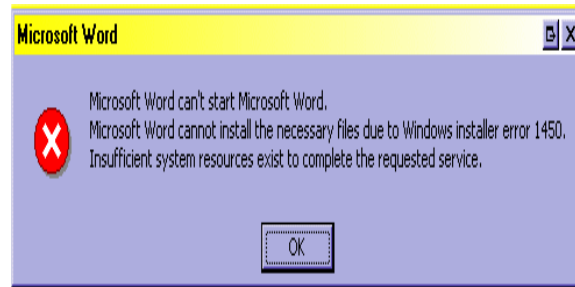 Microsoft Word
Microsoft Word can't start Microsoft Word.
Microsoft Word cannot install the necessary files due to Windows installer error 1450.
Insufficient system resources exist to complete the requested service.
OK